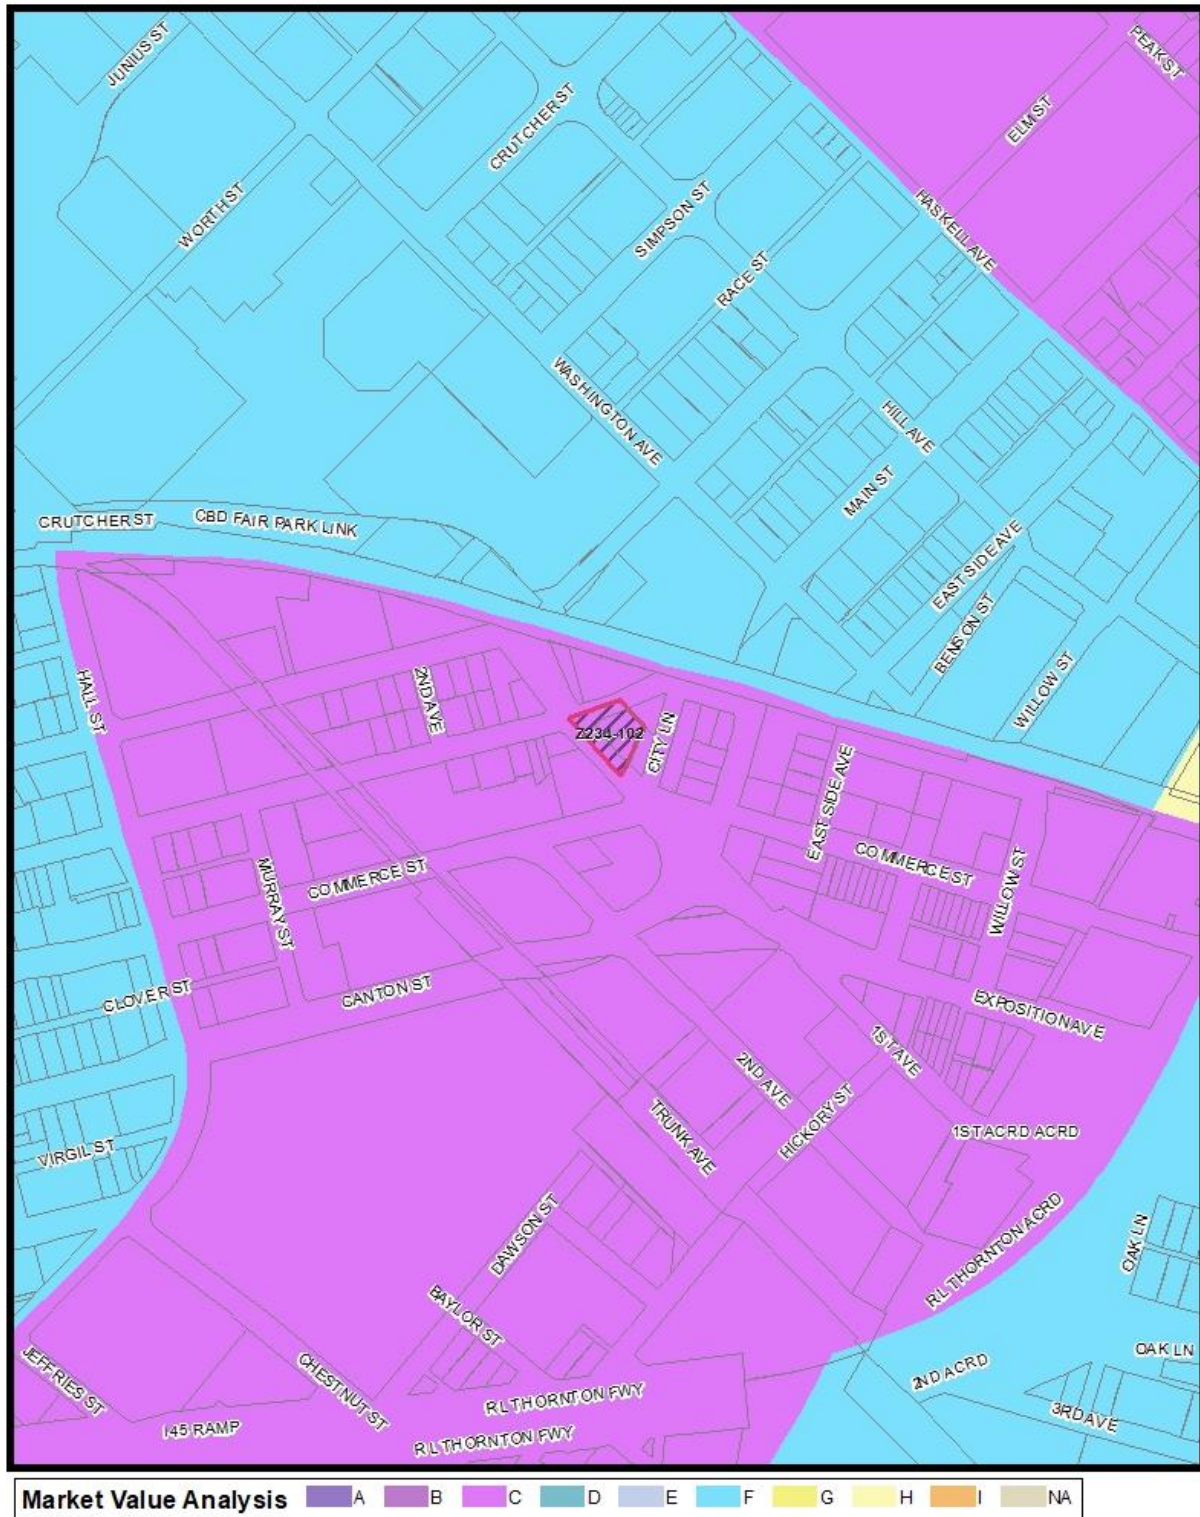 JUNIUS ST
PEAK ST
CRUTCHER ST
ELM ST
WORTH ST
SIMPSON ST
HASKELL AVE
RACE ST
WASHINGTON AVE
HILL AVE
MAIN ST
CRUTCHER ST
CBD FAIR PARK LINK
EAST SIDE AVE
BENSON ST
WILLOW ST
HALL ST
2ND AVE
Z234-102
CITY LN
EAST SIDE AVE
COMMERCE ST
COMMERCE ST
MURRAY ST
WILLOW ST
CLOVER ST
CANTON ST
EXPOSITION AVE
1ST AVE
2ND AVE
HICKORY ST
TRUNK AVE
1ST ACRD ACRD
VIRGIL ST
DAWSON ST
RL THORNTON ACRD
OAK LN
BAYLOR ST
OAK LN
JEFFRIES ST
CHESTNUT ST
2ND ACRD
RL THORNTON FWY
3RD AVE
I45 RAMP
RL THORNTON FWY
Market Value Analysis A B C D E F G H I NA